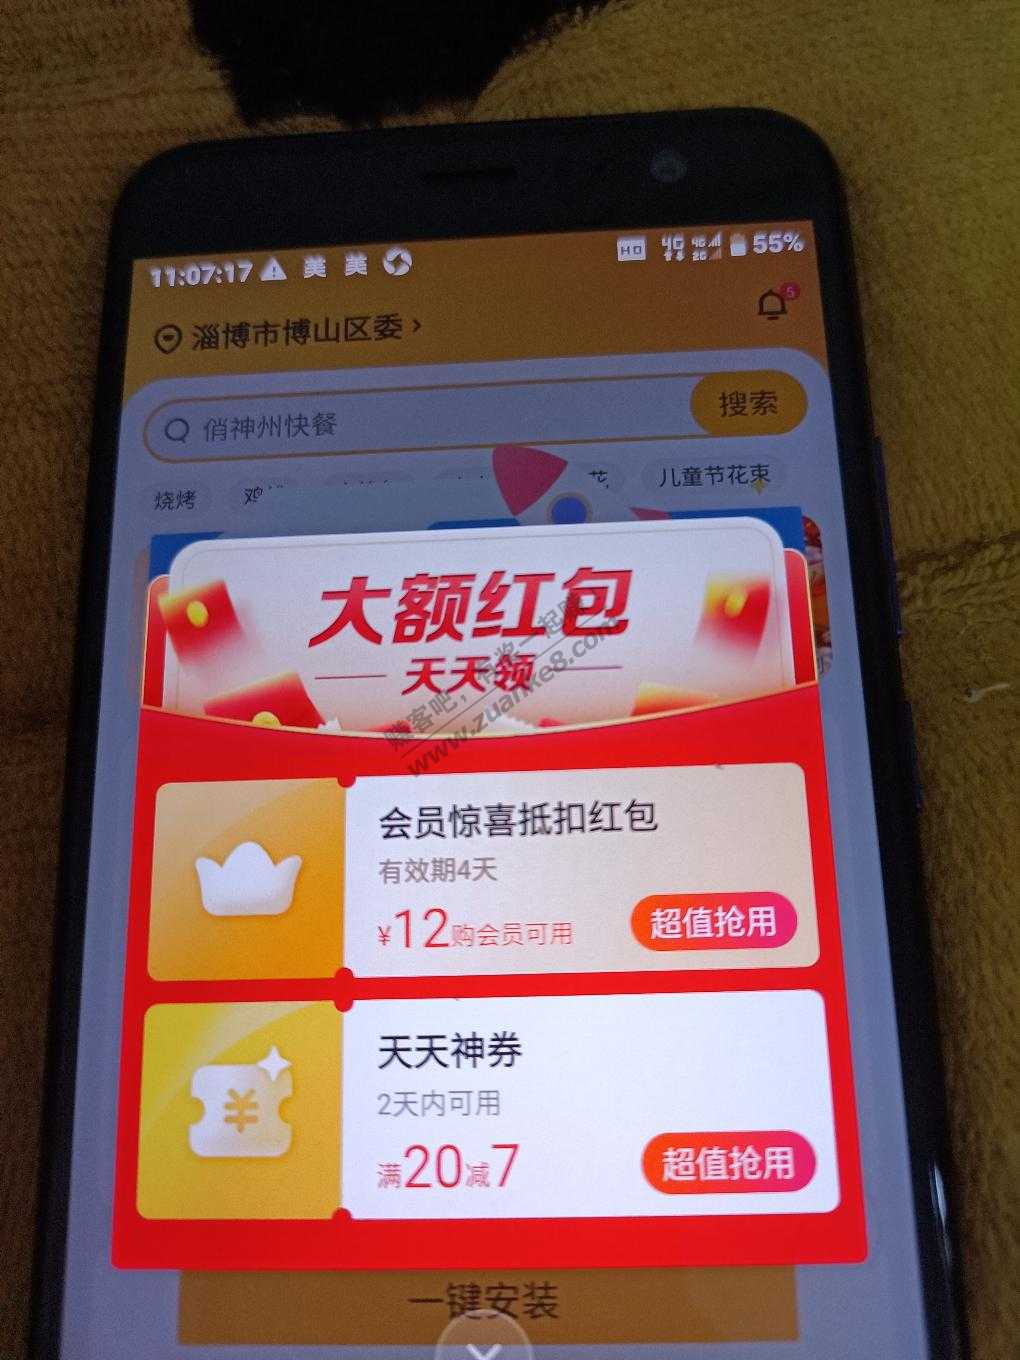 11:07:17 美 美 HD 4G 4G 2G 55%
淄博市博山区委 > 5
俏神州快餐 搜索
烧烤 鸡 花 儿童节花束
大额红包
天天领
赚客吧，有奖一起赚！
www.zuanke8.com
会员惊喜抵扣红包
有效期4天
¥12购会员可用 超值抢用
天天神券
¥
2天内可用
满20减7 超值抢用
一键安装